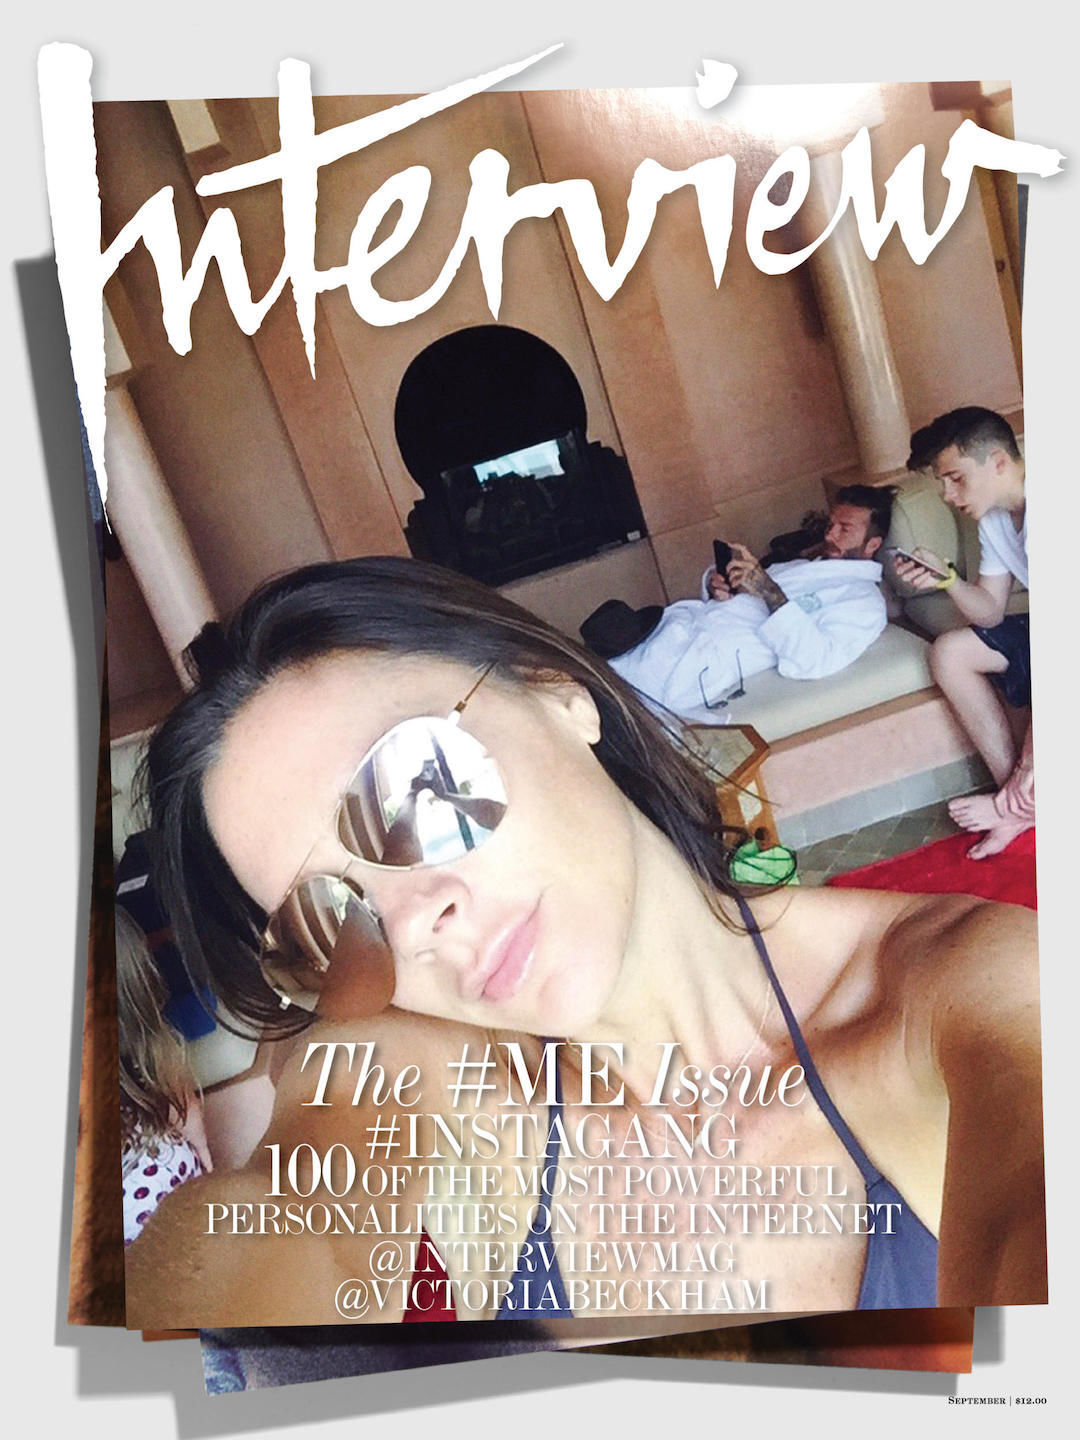 Interview
The #ME Issue
#INSTAGANG
100 OF THE MOST POWERFUL
PERSONALITIES ON THE INTERNET
@INTERVIEWMAG
@VICTORIABECKHAM
September | $12.00